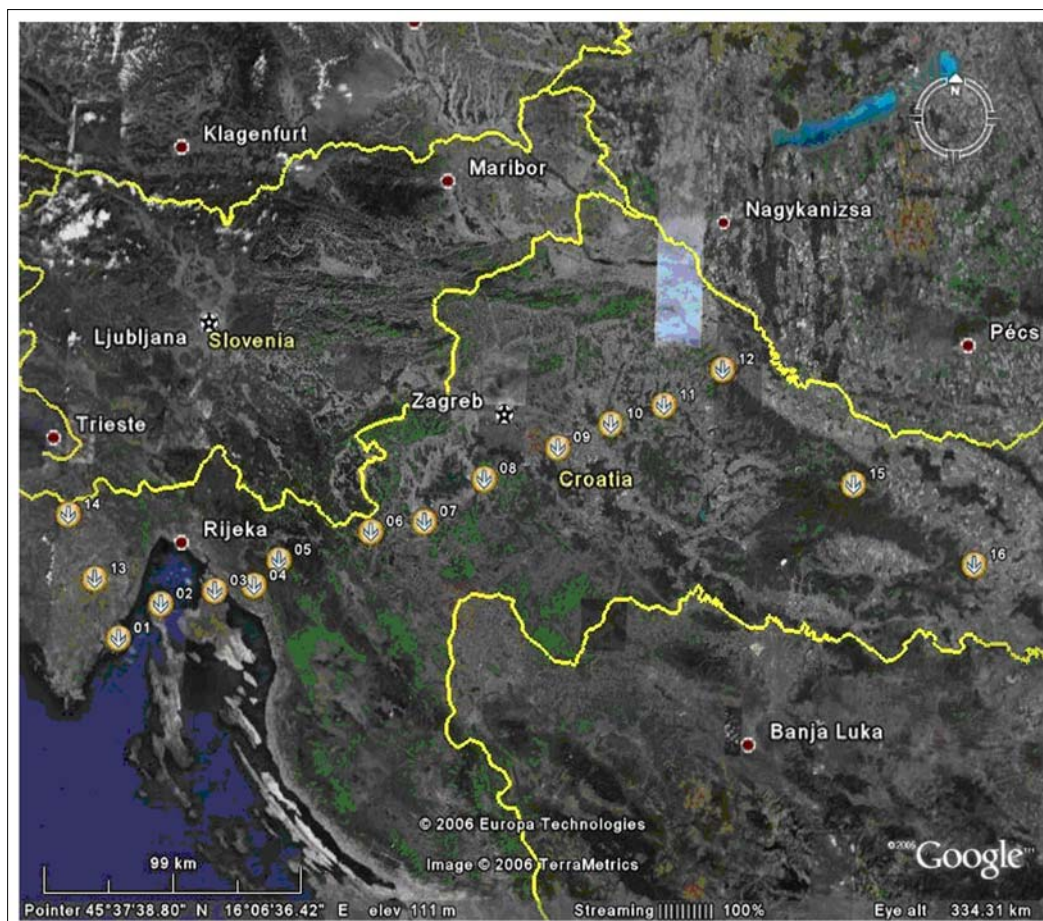 N
Klagenfurt
Maribor
Nagykanizsa
Ljubljana
Slovenia
Pécs
12
11
Zagreb
10
Trieste
09
Croatia
08
15
14
07
06
Rijeka
05
16
13
04
03
02
01
Banja Luka
© 2006 Europa Technologies
Image © 2006 TerraMetrics
©2006 Google™
99 km
Pointer 45°37'38.80" N 16°06'36.42" E elev 111 m Streaming |||||||||| 100% Eye alt 334.31 km